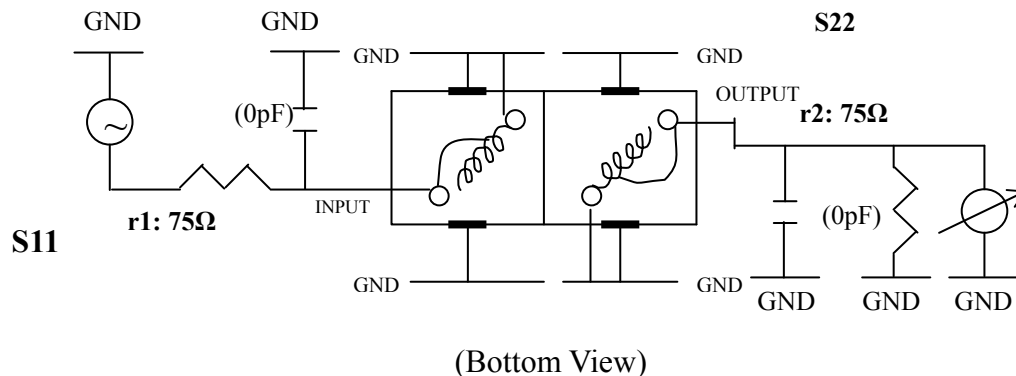 GND
GND
S22
GND
GND
OUTPUT
(0pF)
r2: 75Ω
INPUT
r1: 75Ω
(0pF)
S11
GND
GND
GND
GND
GND
(Bottom View)